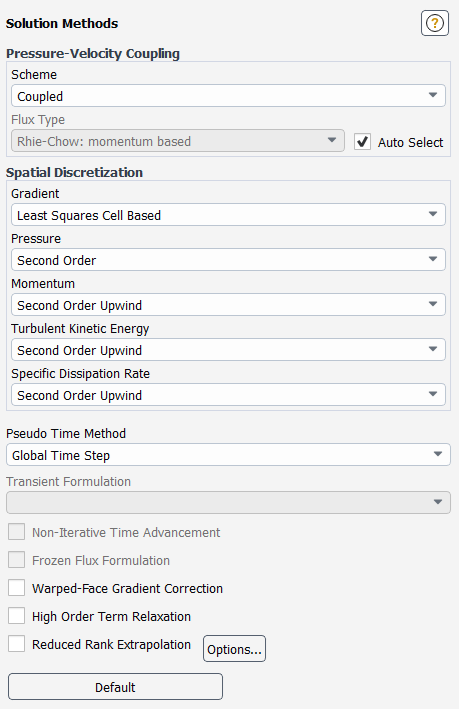 Solution Methods
?
Pressure-Velocity Coupling
Scheme
Coupled
Flux Type
Rhie-Chow: momentum based
Auto Select
Spatial Discretization
Gradient
Least Squares Cell Based
Pressure
Second Order
Momentum
Second Order Upwind
Turbulent Kinetic Energy
Second Order Upwind
Specific Dissipation Rate
Second Order Upwind
Pseudo Time Method
Global Time Step
Transient Formulation
Non-Iterative Time Advancement
Frozen Flux Formulation
Warped-Face Gradient Correction
High Order Term Relaxation
Reduced Rank Extrapolation
Options...
Default